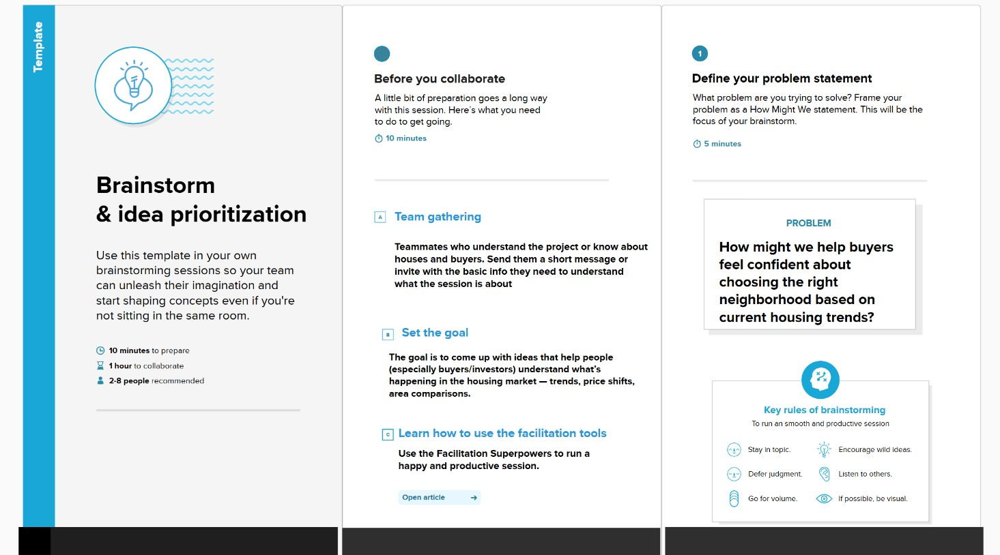 Template
Brainstorm
& idea prioritization
Use this template in your own
brainstorming sessions so your team
can unleash their imagination and
start shaping concepts even if you're
not sitting in the same room.
10 minutes to prepare
1 hour to collaborate
2-8 people recommended
Before you collaborate
A little bit of preparation goes a long way
with this session. Here's what you need
to do to get going.
10 minutes
A Team gathering
Teammates who understand the project or know about
houses and buyers. Send them a short message or
invite with the basic info they need to understand
what the session is about
B Set the goal
The goal is to come up with ideas that help people
(especially buyers/investors) understand what's
happening in the housing market — trends, price shifts,
area comparisons.
C Learn how to use the facilitation tools
Use the Facilitation Superpowers to run a
happy and productive session.
Open article
1
Define your problem statement
What problem are you trying to solve? Frame your
problem as a How Might We statement. This will be the
focus of your brainstorm.
5 minutes
PROBLEM
How might we help buyers
feel confident about
choosing the right
neighborhood based on
current housing trends?
Key rules of brainstorming
To run an smooth and productive session
Stay in topic. Encourage wild ideas.
Defer judgment. Listen to others.
Go for volume. If possible, be visual.